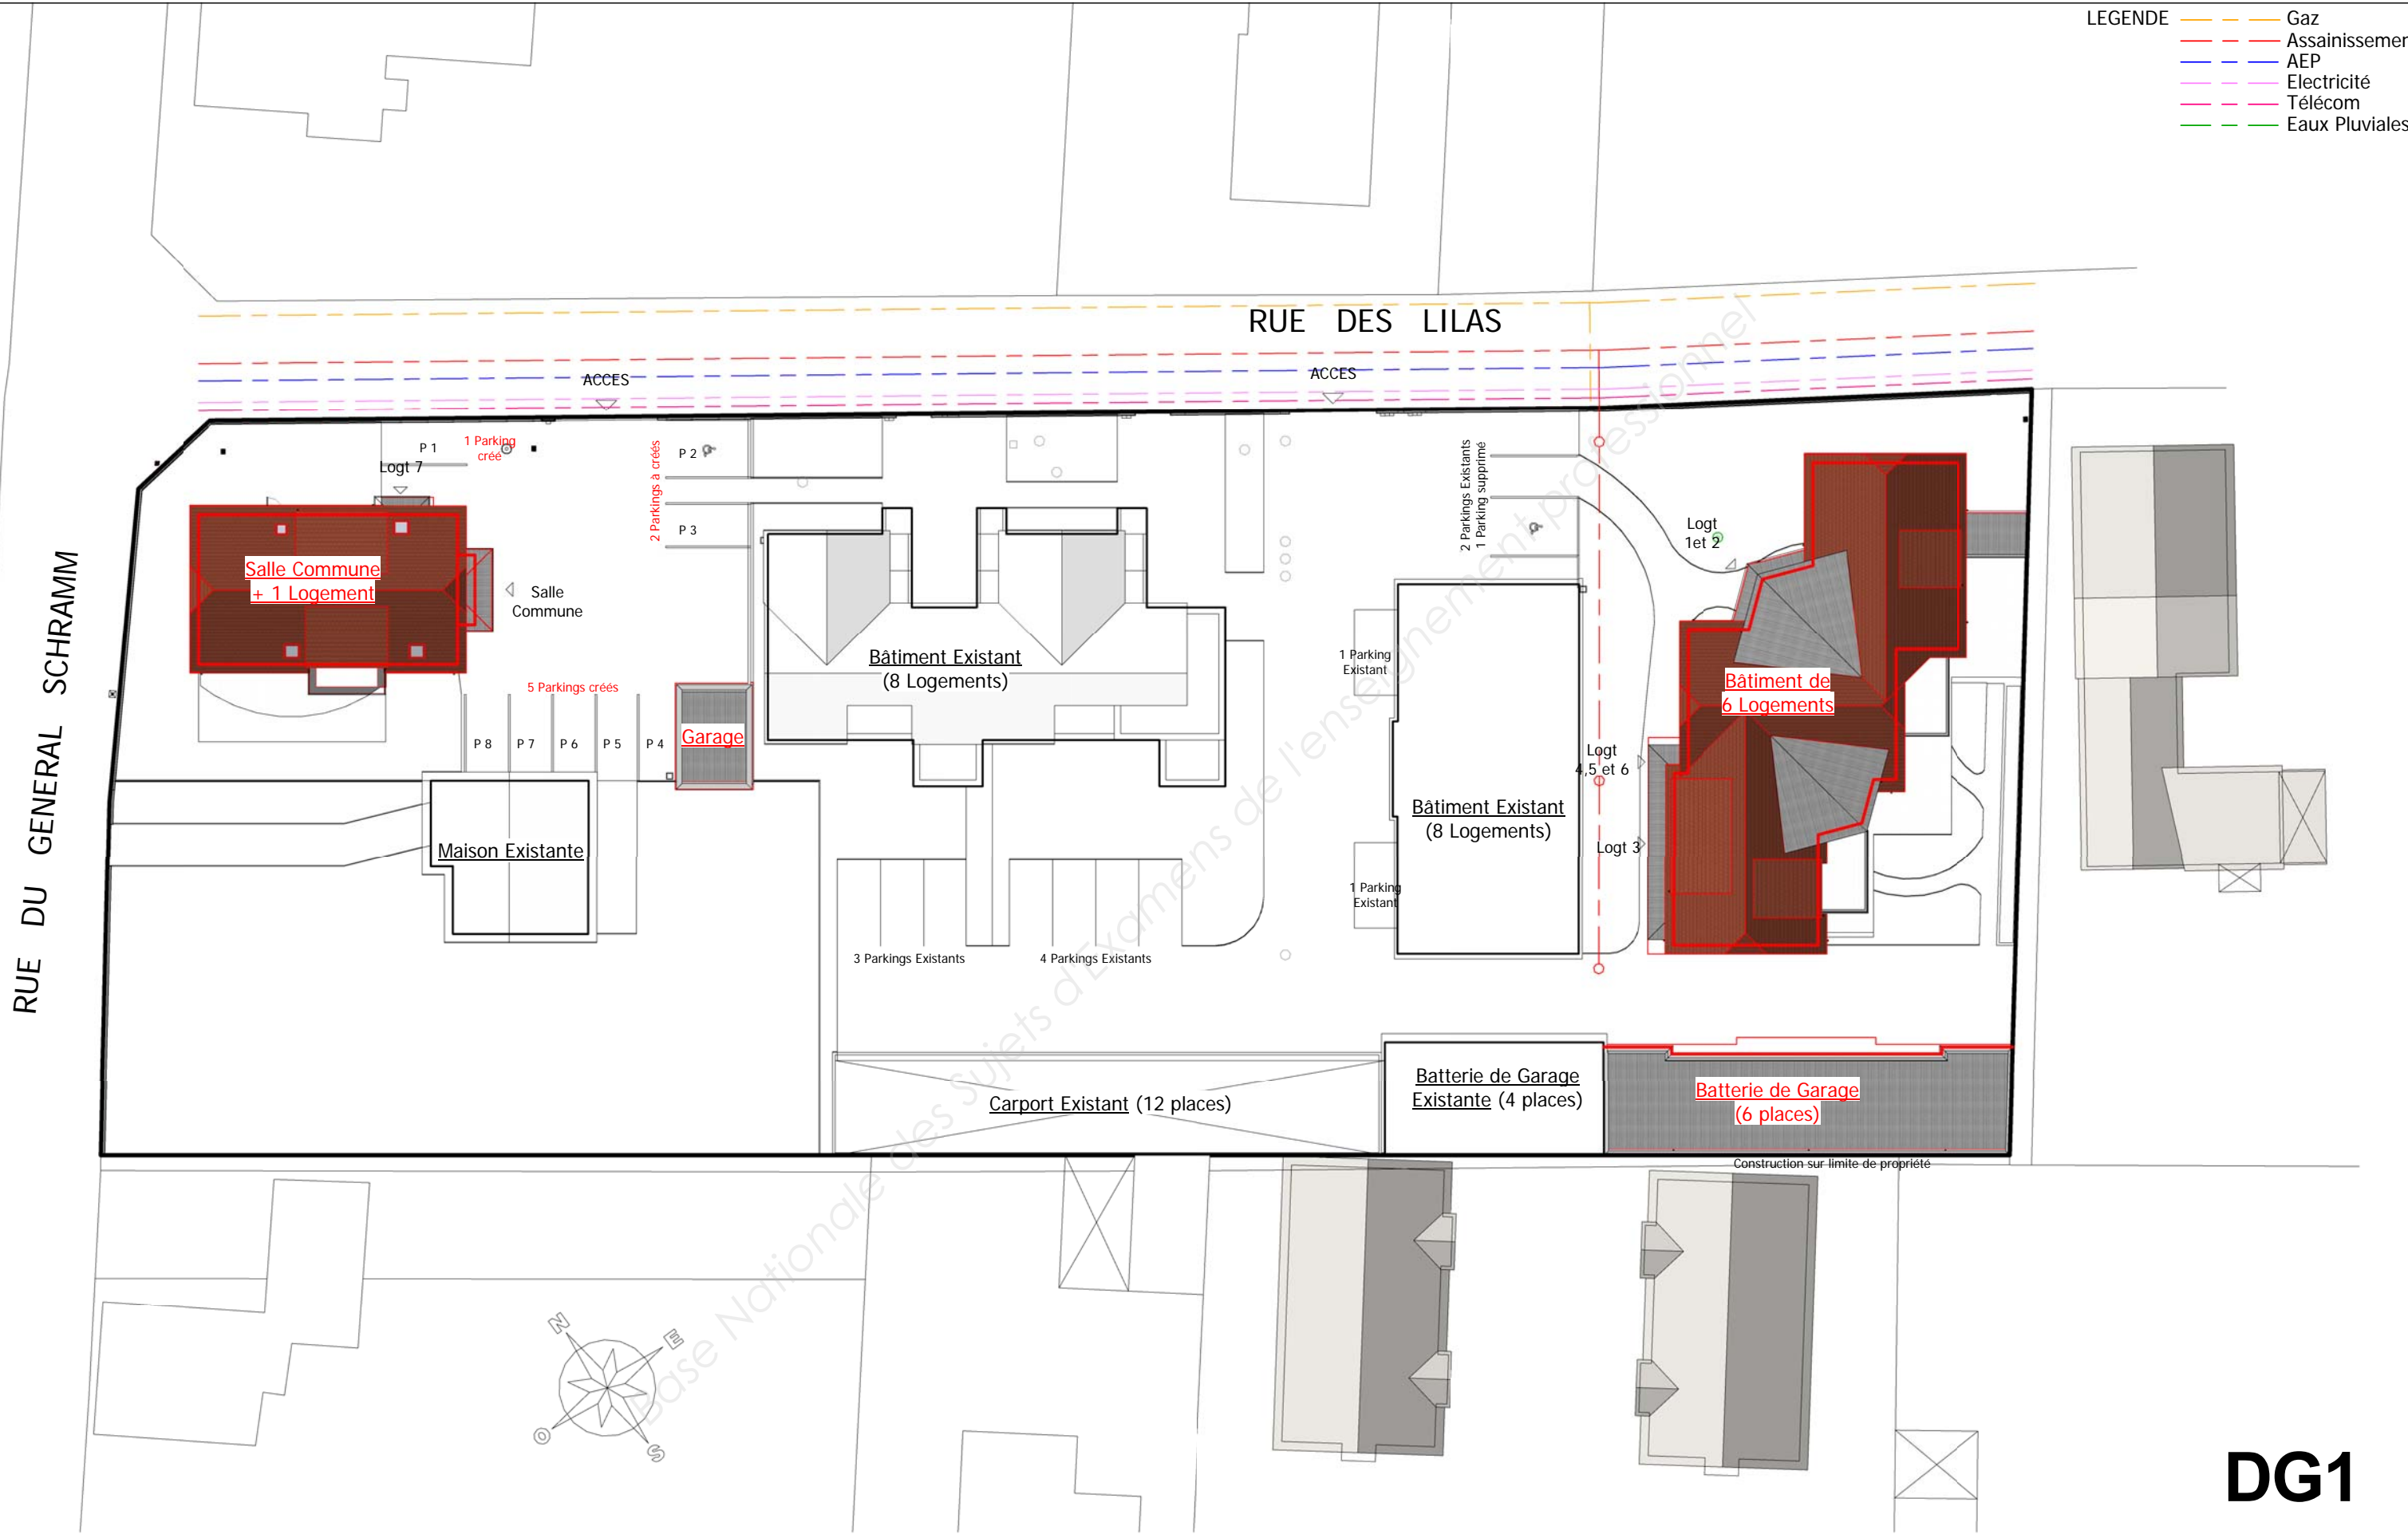 LEGENDE
Gaz
Assainissemen
AEP
Electricité
Télécom
Eaux Pluviales
RUE DES LILAS
ACCES
ACCES
P 1
1 Parking
créé
Logt 7
2 Parkings à créés
P 2
P 3
2 Parkings Existants
1 Parking supprimé
Logt
1et 2
Salle Commune
+ 1 Logement
Salle
Commune
RUE DU GENERAL SCHRAMM
Bâtiment Existant
(8 Logements)
1 Parking
Existant
Bâtiment de
6 Logements
5 Parkings créés
P 8
P 7
P 6
P 5
P 4
Garage
Logt
4,5 et 6
Bâtiment Existant
(8 Logements)
Logt 3
Maison Existante
1 Parking
Existant
3 Parkings Existants
4 Parkings Existants
Carport Existant (12 places)
Batterie de Garage
Existante (4 places)
Batterie de Garage
(6 places)
Construction sur limite de propriété
N
E
O
S
Base Nationale des Sujets d'Examens de l'enseignement professionnel
DG1